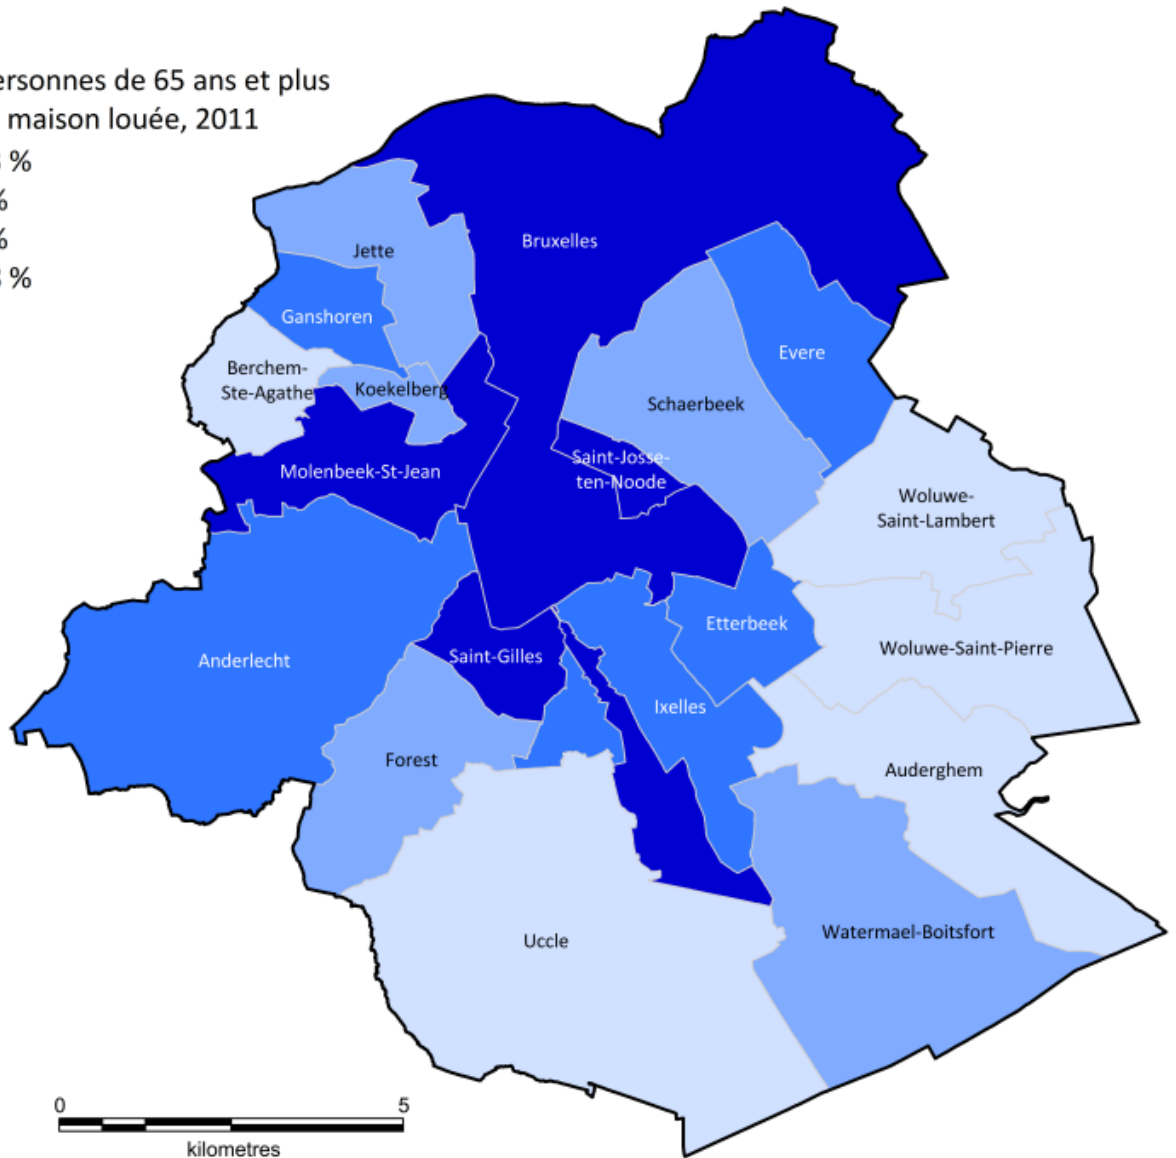 personnes de 65 ans et plus
maison louée, 2011
%
%
%
%
Bruxelles
Jette
Ganshoren
Evere
Berchem-
Ste-Agathe
Koekelberg
Schaerbeek
Saint-Josse-
ten-Noode
Molenbeek-St-Jean
Woluwe-
Saint-Lambert
Etterbeek
Woluwe-Saint-Pierre
Saint-Gilles
Anderlecht
Ixelles
Forest
Auderghem
Watermael-Boitsfort
Uccle
0 5
kilometres